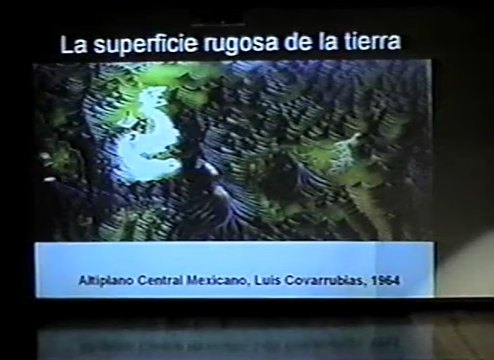 La superficie rugosa de la tierra
Altiplano Central Mexicano, Luis Covarrubias, 1964